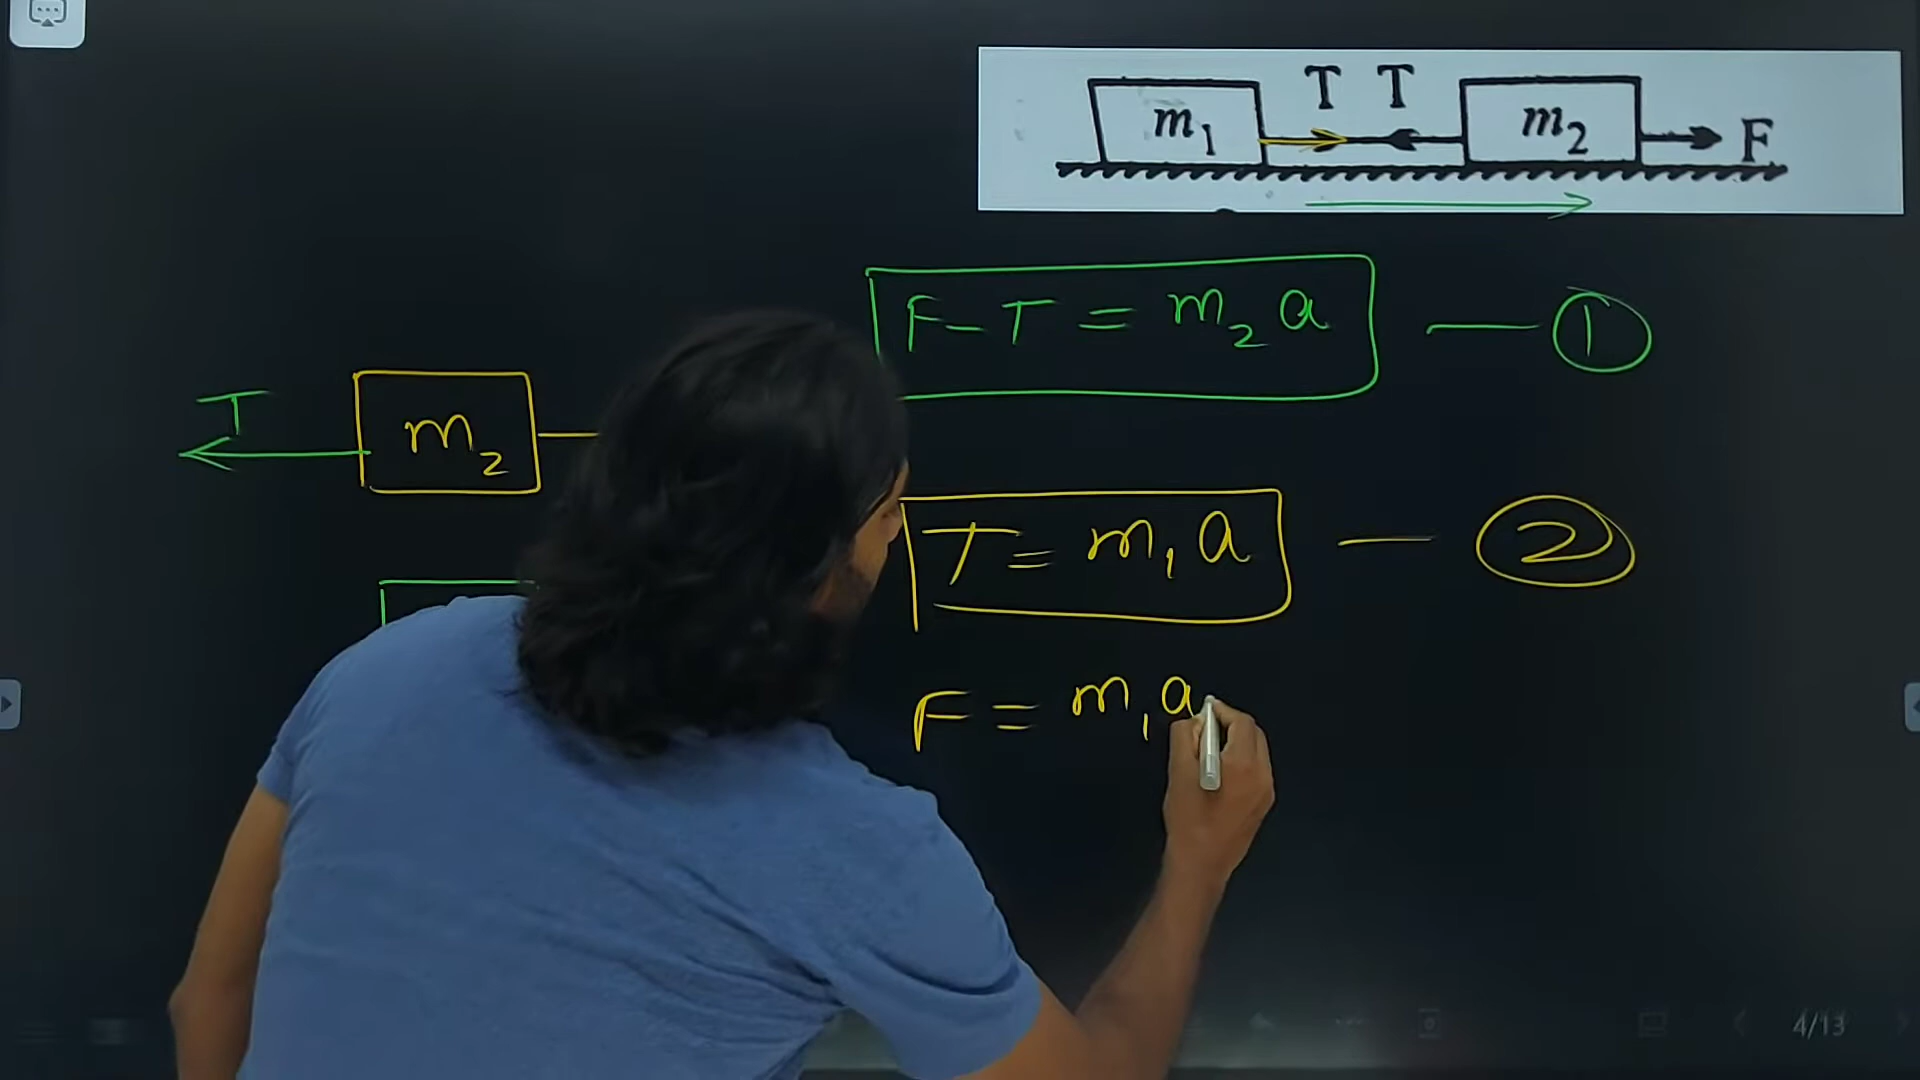 m1 T T m2 F
F - T = m2 a — 1
T
m2
T = m1 a — 2
F = m1 a
4/13